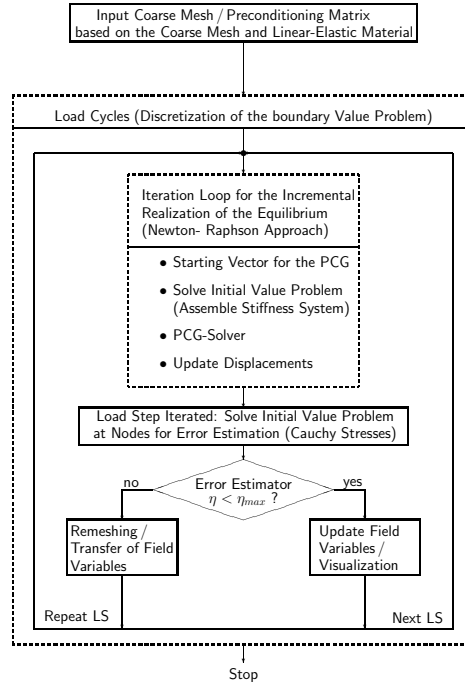 Input Coarse Mesh / Preconditioning Matrix
based on the Coarse Mesh and Linear-Elastic Material
Load Cycles (Discretization of the boundary Value Problem)
Iteration Loop for the Incremental
Realization of the Equilibrium
(Newton- Raphson Approach)
• Starting Vector for the PCG
• Solve Initial Value Problem
(Assemble Stiffness System)
• PCG-Solver
• Update Displacements
Load Step Iterated: Solve Initial Value Problem
at Nodes for Error Estimation (Cauchy Stresses)
no
Error Estimator
η < ηmax ?
yes
Remeshing /
Transfer of Field
Variables
Update Field
Variables /
Visualization
Repeat LS
Next LS
Stop